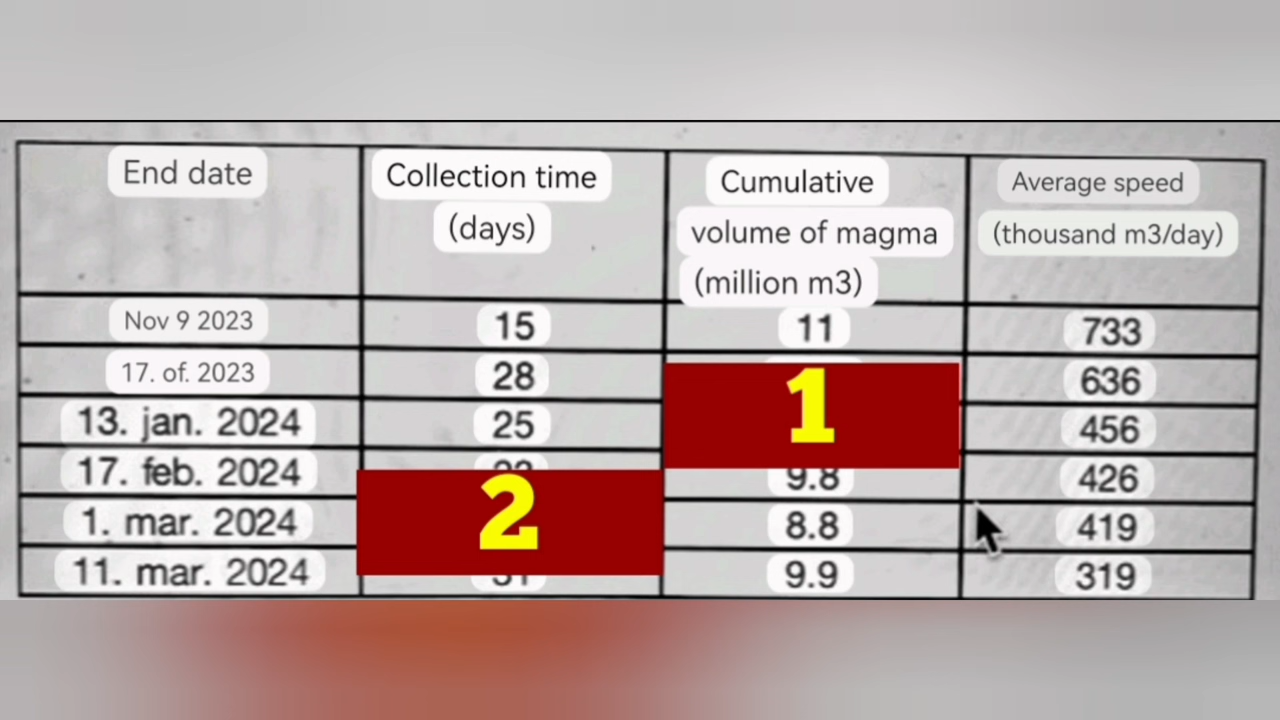 End date
Collection time
(days)
Cumulative
volume of magma
(million m3)
Average speed
(thousand m3/day)
Nov 9 2023
15
11
733
17. of. 2023
28
636
13. jan. 2024
25
1
456
17. feb. 2024
9.8
426
1. mar. 2024
2
8.8
419
11. mar. 2024
9.9
319